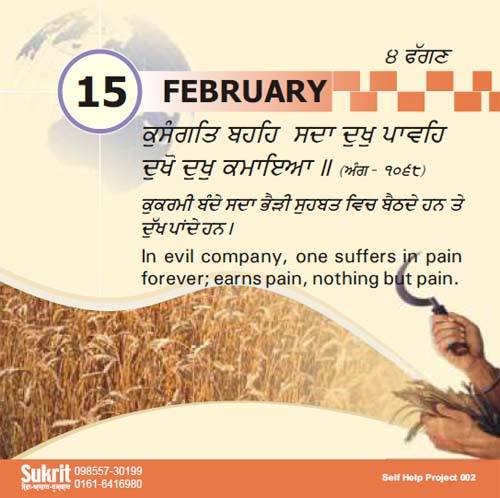 ੪ ਫੱਗਣ
15 FEBRUARY
ਕੁਸੰਗਤਿ ਬਹਹਿ ਸਦਾ ਦੁਖੁ ਪਾਵਹਿ
ਦੁਖੋ ਦੁਖੁ ਕਮਾਇਆ ॥ (ਅੰਗ - ੧੦੬੮)
ਕੁਕਰਮੀ ਬੰਦੇ ਸਦਾ ਭੈੜੀ ਸੁਹਬਤ ਵਿਚ ਬੈਠਦੇ ਹਨ ਤੇ
ਦੁੱਖ ਪਾਂਦੇ ਹਨ।
In evil company, one suffers in pain
forever; earns pain, nothing but pain.
Sukrit 098557-30199
0161-6416980
Self Help Project 002